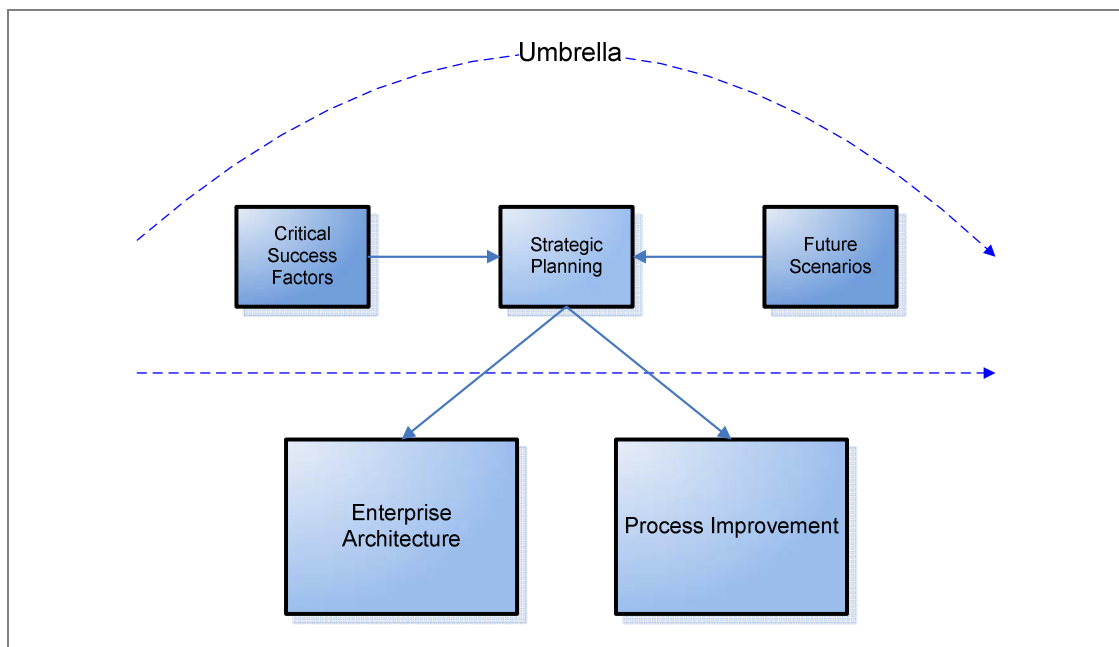 Umbrella
Critical
Success
Factors
Strategic
Planning
Future
Scenarios
Enterprise
Architecture
Process Improvement